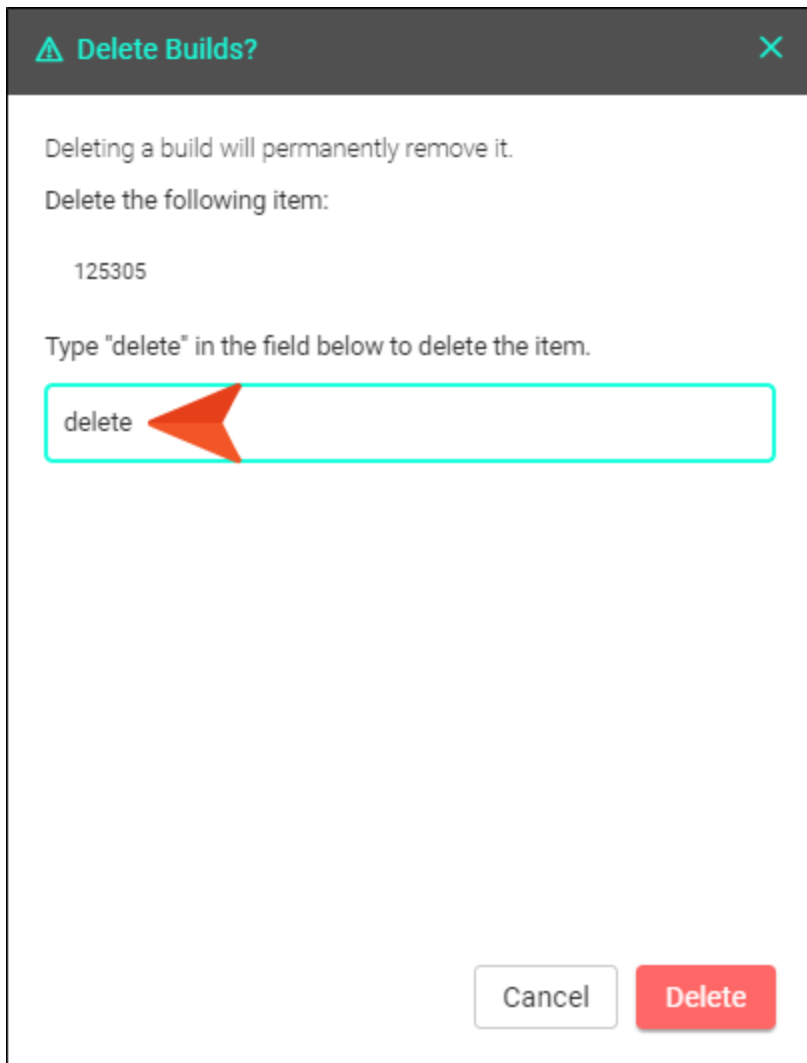 Delete Builds?
Deleting a build will permanently remove it.
Delete the following item:
125305
Type "delete" in the field below to delete the item.
delete
Cancel
Delete